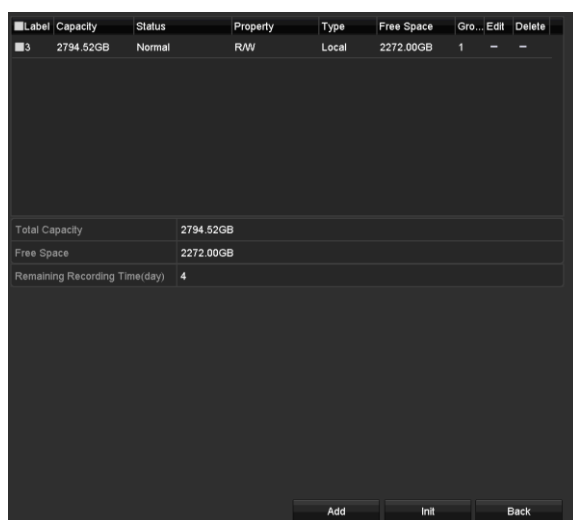 Label Capacity Status Property Type Free Space Gro... Edit Delete
3 2794.52GB Normal R/W Local 2272.00GB 1 – –
Total Capacity 2794.52GB
Free Space 2272.00GB
Remaining Recording Time(day) 4
Add Init Back